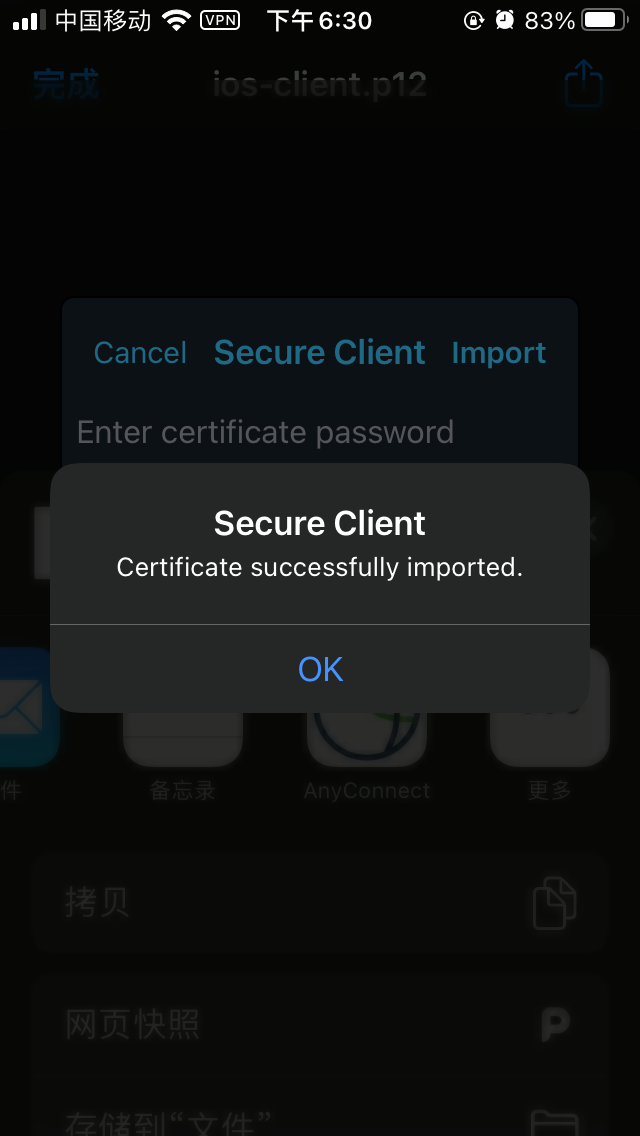 中国移动 VPN 下午6:30 83%
完成 ios-client.p12
Cancel Secure Client Import
Enter certificate password
Secure Client
Certificate successfully imported.
OK
件 备忘录 AnyConnect 更多
拷贝
网页快照
存储到“文件”